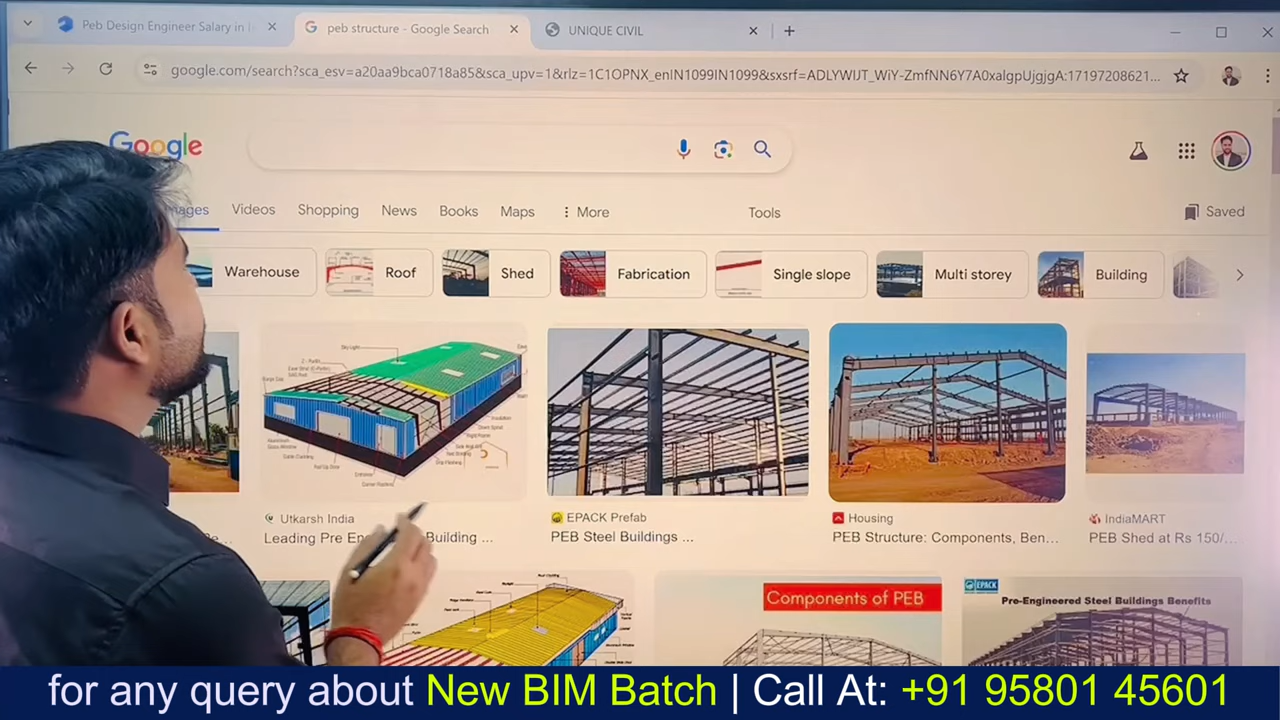 Peb Design Engineer Salary in I
peb structure - Google Search
UNIQUE CIVIL
google.com/search?sca_esv=a20aa9bca0718a85&sca_upv=1&rlz=1C1OPNX_enIN1099IN1099&sxsrf=ADLYWIJT_WiY-ZmfNN6Y7A0xalgpUjgjgA:17197208621...
Google
ages Videos Shopping News Books Maps More Tools Saved
Warehouse Roof Shed Fabrication Single slope Multi storey Building
Sky Light
Utkarsh India
Leading Pre En Building ...
EPACK Prefab
PEB Steel Buildings ...
Housing
PEB Structure: Components, Ben...
IndiaMART
PEB Shed at Rs 150/...
Components of PEB
EPACK
Pre-Engineered Steel Buildings Benefits
for any query about New BIM Batch | Call At: +91 95801 45601